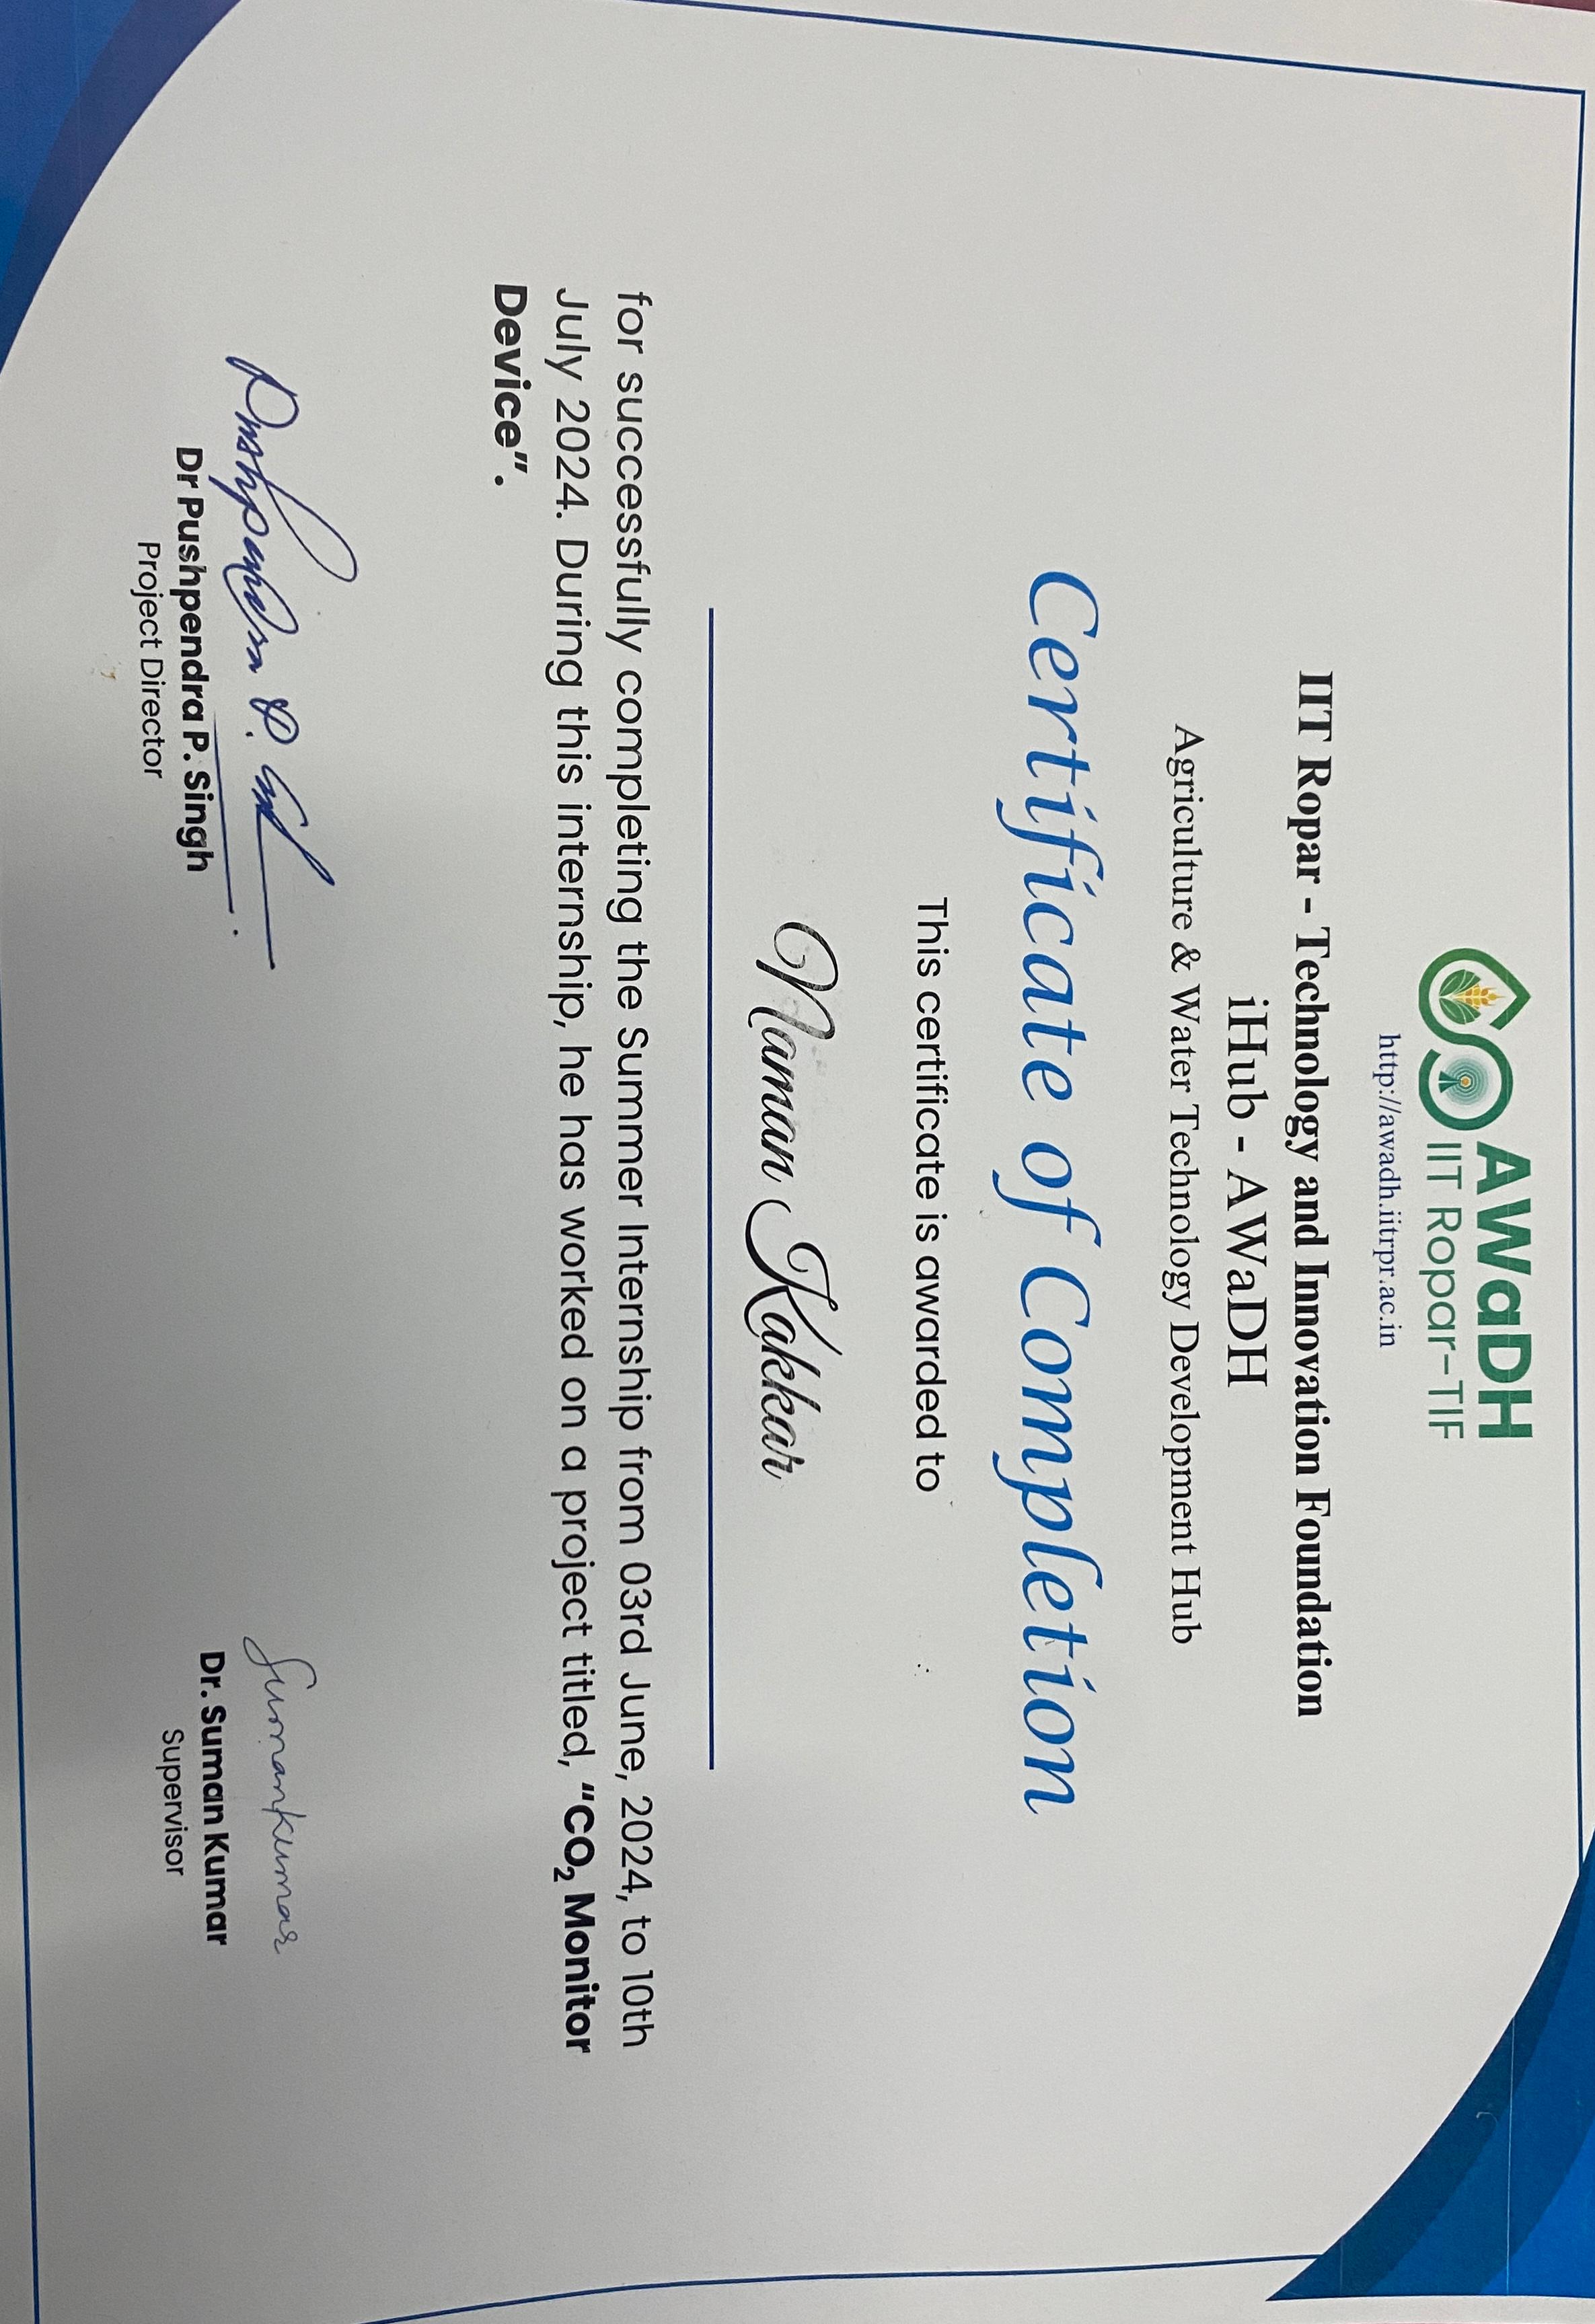 AWaDH
IIT Ropar-TIF
http://awadh.iitrpr.ac.in
IIT Ropar - Technology and Innovation Foundation
iHub - AWaDH
Agriculture & Water Technology Development Hub
Certificate of Completion
This certificate is awarded to
Naman Kakkar
for successfully completing the Summer Internship from 03rd June, 2024, to 10th
July 2024. During this internship, he has worked on a project titled, “CO₂ Monitor
Device”.
Pushpendra P. Singh
Sumankumar
Dr Pushpendra P. Singh
Dr. Suman Kumar
Project Director
Supervisor